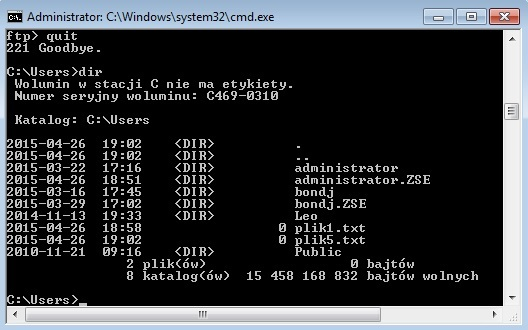 Administrator: C:\Windows\system32\cmd.exe
ftp> quit
221 Goodbye.
C:\Users>dir
Wolumin w stacji C nie ma etykiety.
Numer seryjny woluminu: C469-0310
Katalog: C:\Users
2015-04-26  19:02    <DIR>          .
2015-04-26  19:02    <DIR>          ..
2015-03-22  17:16    <DIR>          administrator
2015-04-26  18:51    <DIR>          administrator.ZSE
2015-03-16  17:45    <DIR>          bondj
2015-03-29  17:02    <DIR>          bondj.ZSE
2014-11-13  19:33    <DIR>          Leo
2015-04-26  18:58                 0 plik1.txt
2015-04-26  19:02                 0 plik5.txt
2010-11-21  09:16    <DIR>          Public
2 plik(ów)                  0 bajtów
8 katalog(ów)  15 458 168 832 bajtów wolnych
C:\Users>_